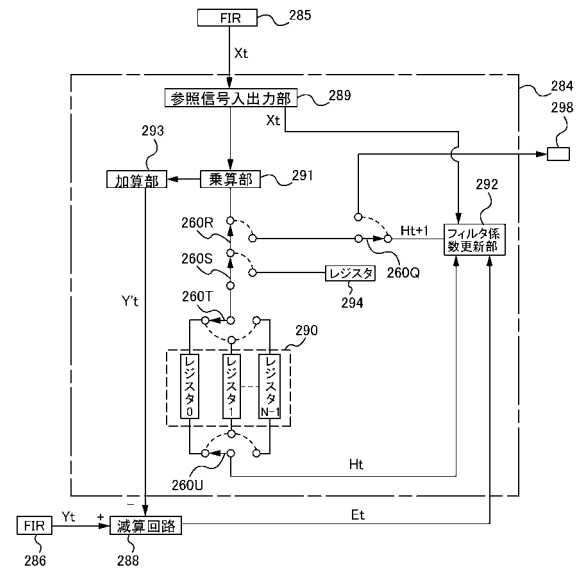 FIR
285
Xt
284
参照信号入出力部
289
Xt
298
293
加算部
乗算部
291
292
フィルタ係
数更新部
260R
Ht+1
260Q
260S
レジスタ
294
260T
290
Y't
レジスタ0
レジスタ1
レジスタN-1
260U
Ht
−
Yt
+
FIR
286
減算回路
288
Et